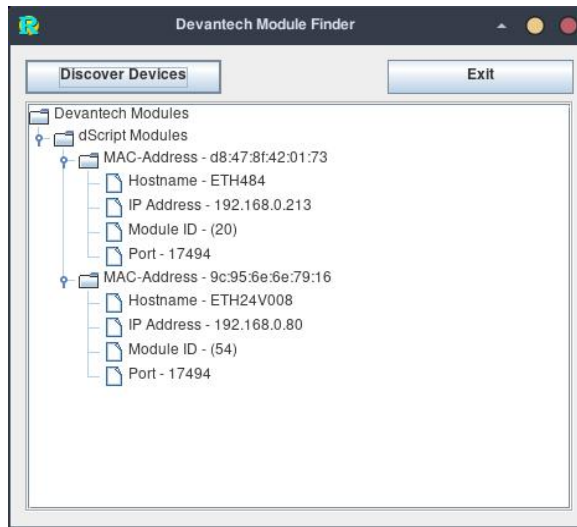 Devantech Module Finder
Discover Devices
Exit
Devantech Modules
dScript Modules
MAC-Address - d8:47:8f:42:01:73
Hostname - ETH484
IP Address - 192.168.0.213
Module ID - (20)
Port - 17494
MAC-Address - 9c:95:6e:6e:79:16
Hostname - ETH24V008
IP Address - 192.168.0.80
Module ID - (54)
Port - 17494